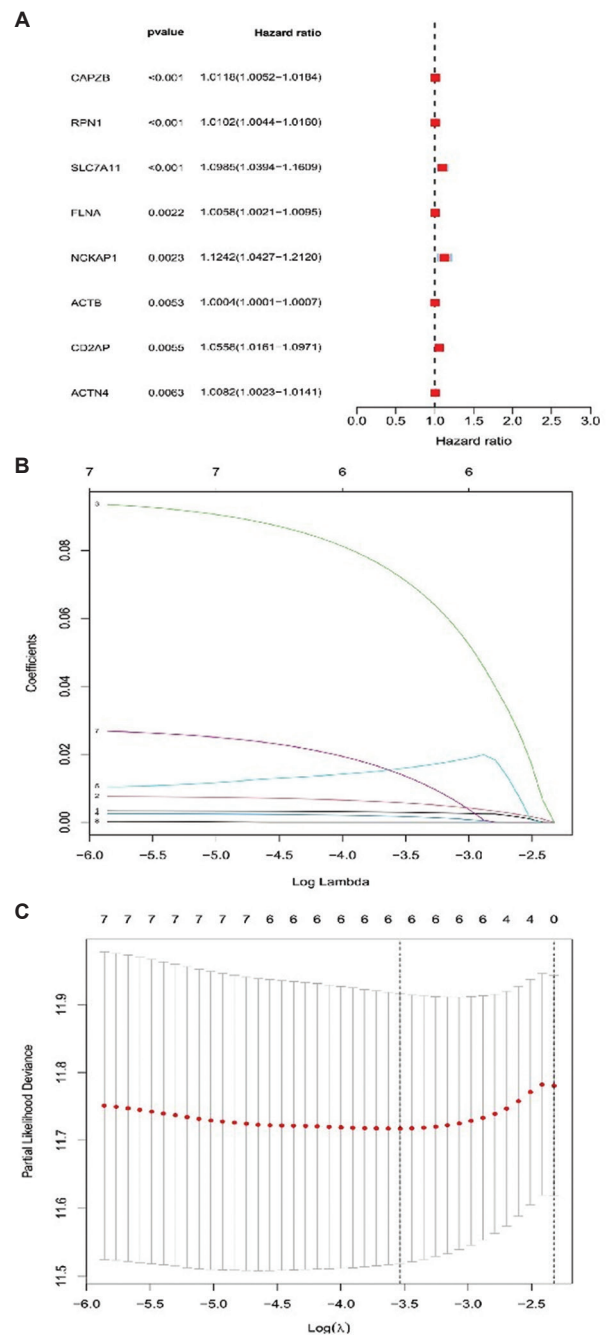 A
pvalue Hazard ratio
CAPZB <0.001 1.0118(1.0052−1.0184)
RPN1 <0.001 1.0102(1.0044−1.0160)
SLC7A11 <0.001 1.0985(1.0394−1.1609)
FLNA 0.0022 1.0058(1.0021−1.0095)
NCKAP1 0.0023 1.1242(1.0427−1.2120)
ACTB 0.0053 1.0004(1.0001−1.0007)
CD2AP 0.0055 1.0558(1.0161−1.0971)
ACTN4 0.0063 1.0082(1.0023−1.0141)
0.0 0.5 1.0 1.5 2.0 2.5 3.0
Hazard ratio
B
7 7 6 6
Coefficients
0.08
0.06
0.04
0.02
0.00
3
7
5
2
1
−6.0 −5.5 −5.0 −4.5 −4.0 −3.5 −3.0 −2.5
Log Lambda
C
7 7 7 7 7 7 7 6 6 6 6 6 6 6 6 6 6 4 4 0
Partial Likelihood Deviance
11.9
11.8
11.7
11.6
11.5
−6.0 −5.5 −5.0 −4.5 −4.0 −3.5 −3.0 −2.5
Log(λ)